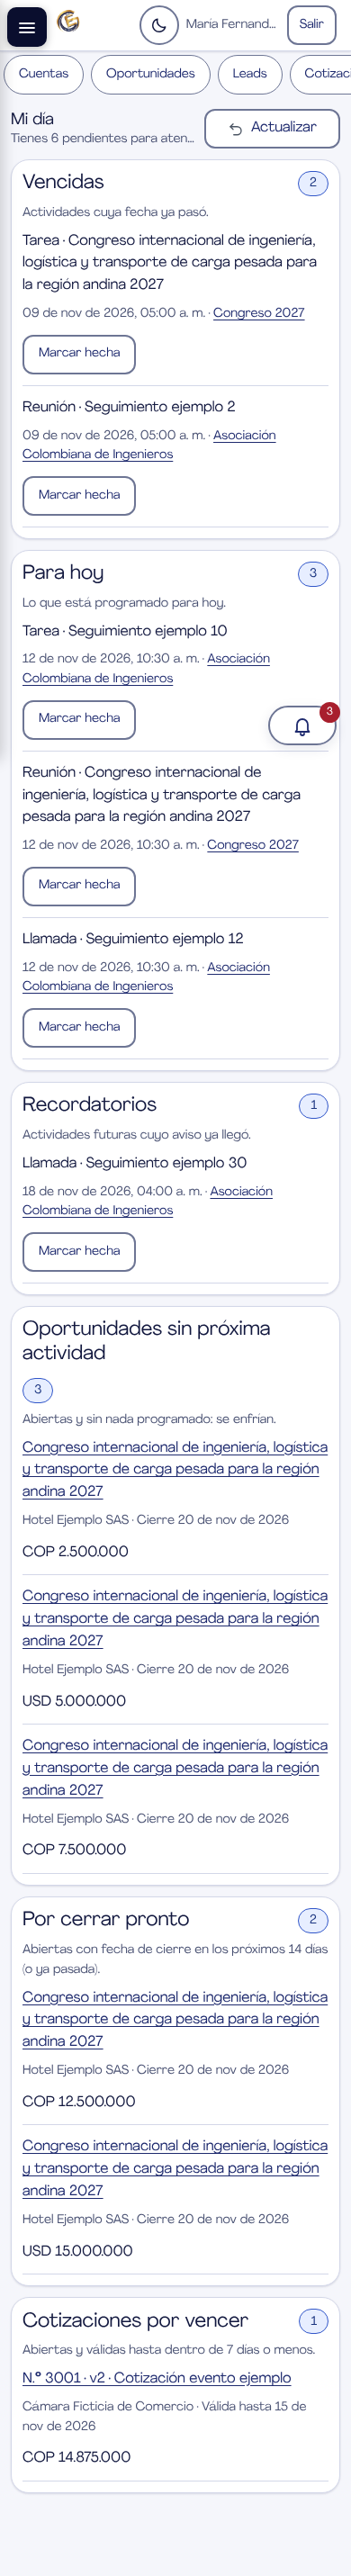 María Fernand...
Salir
Cuentas
Oportunidades
Leads
Mi día
Tienes 6 pendientes para aten...
Actualizar
Vencidas
2
Actividades cuya fecha ya pasó.
Tarea · Congreso internacional de ingeniería,
logística y transporte de carga pesada para
la región andina 2027
09 de nov de 2026, 05:00 a. m. · Congreso 2027
Marcar hecha
Reunión · Seguimiento ejemplo 2
09 de nov de 2026, 05:00 a. m. · Asociación
Colombiana de Ingenieros
Marcar hecha
Para hoy
3
Lo que está programado para hoy.
Tarea · Seguimiento ejemplo 10
12 de nov de 2026, 10:30 a. m. · Asociación
Colombiana de Ingenieros
Marcar hecha
3
Reunión · Congreso internacional de
ingeniería, logística y transporte de carga
pesada para la región andina 2027
12 de nov de 2026, 10:30 a. m. · Congreso 2027
Marcar hecha
Llamada · Seguimiento ejemplo 12
12 de nov de 2026, 10:30 a. m. · Asociación
Colombiana de Ingenieros
Marcar hecha
Recordatorios
1
Actividades futuras cuyo aviso ya llegó.
Llamada · Seguimiento ejemplo 30
18 de nov de 2026, 04:00 a. m. · Asociación
Colombiana de Ingenieros
Marcar hecha
Oportunidades sin próxima
actividad
3
Abiertas y sin nada programado: se enfrían.
Congreso internacional de ingeniería, logística
y transporte de carga pesada para la región
andina 2027
Hotel Ejemplo SAS · Cierre 20 de nov de 2026
COP 2.500.000
Congreso internacional de ingeniería, logística
y transporte de carga pesada para la región
andina 2027
Hotel Ejemplo SAS · Cierre 20 de nov de 2026
USD 5.000.000
Congreso internacional de ingeniería, logística
y transporte de carga pesada para la región
andina 2027
Hotel Ejemplo SAS · Cierre 20 de nov de 2026
COP 7.500.000
Por cerrar pronto
2
Abiertas con fecha de cierre en los próximos 14 días
(o ya pasada).
Congreso internacional de ingeniería, logística
y transporte de carga pesada para la región
andina 2027
Hotel Ejemplo SAS · Cierre 20 de nov de 2026
COP 12.500.000
Congreso internacional de ingeniería, logística
y transporte de carga pesada para la región
andina 2027
Hotel Ejemplo SAS · Cierre 20 de nov de 2026
USD 15.000.000
Cotizaciones por vencer
1
Abiertas y válidas hasta dentro de 7 días o menos.
N.º 3001 · v2 · Cotización evento ejemplo
Cámara Ficticia de Comercio · Válida hasta 15 de
nov de 2026
COP 14.875.000